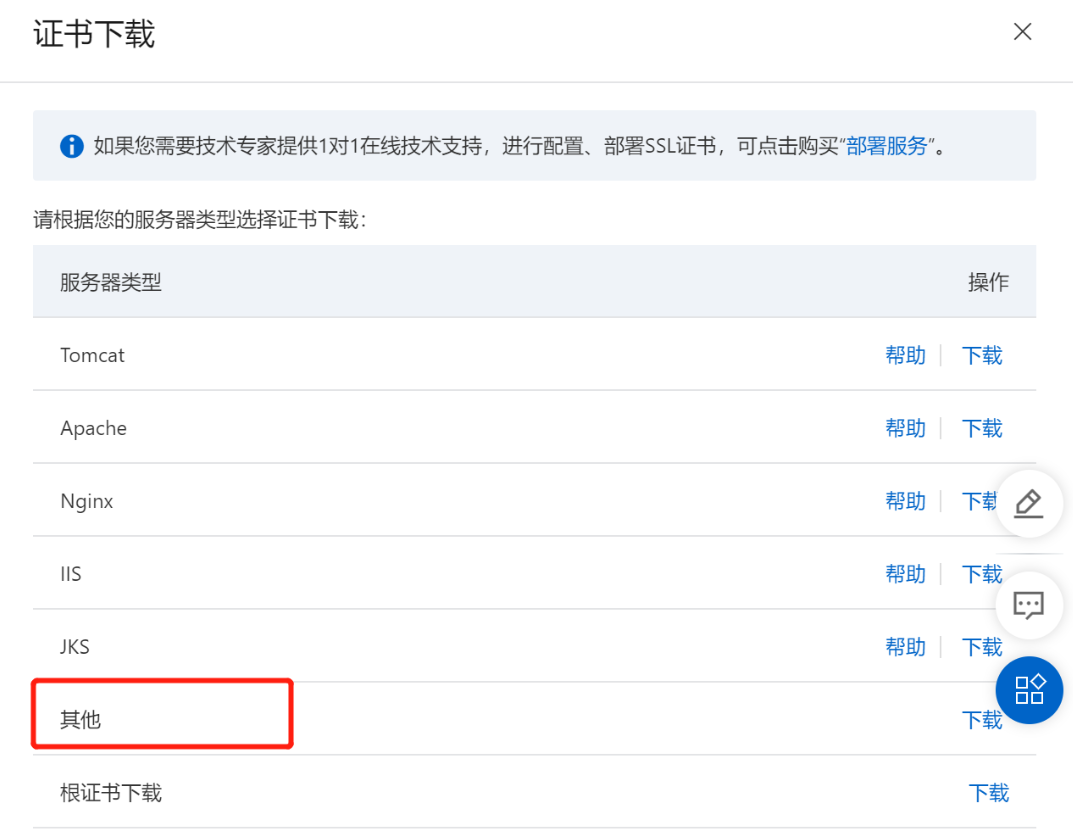 证书下载
如果您需要技术专家提供1对1在线技术支持，进行配置、部署SSL证书，可点击购买“部署服务”。
请根据您的服务器类型选择证书下载：
服务器类型 操作
Tomcat 帮助 下载
Apache 帮助 下载
Nginx 帮助 下载
IIS 帮助 下载
JKS 帮助 下载
其他 下载
根证书下载 下载